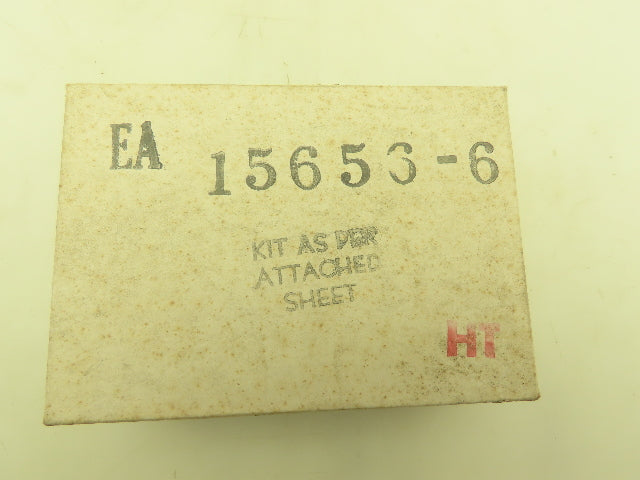 EA 15653-6
KIT AS PER
ATTACHED
SHEET
HT